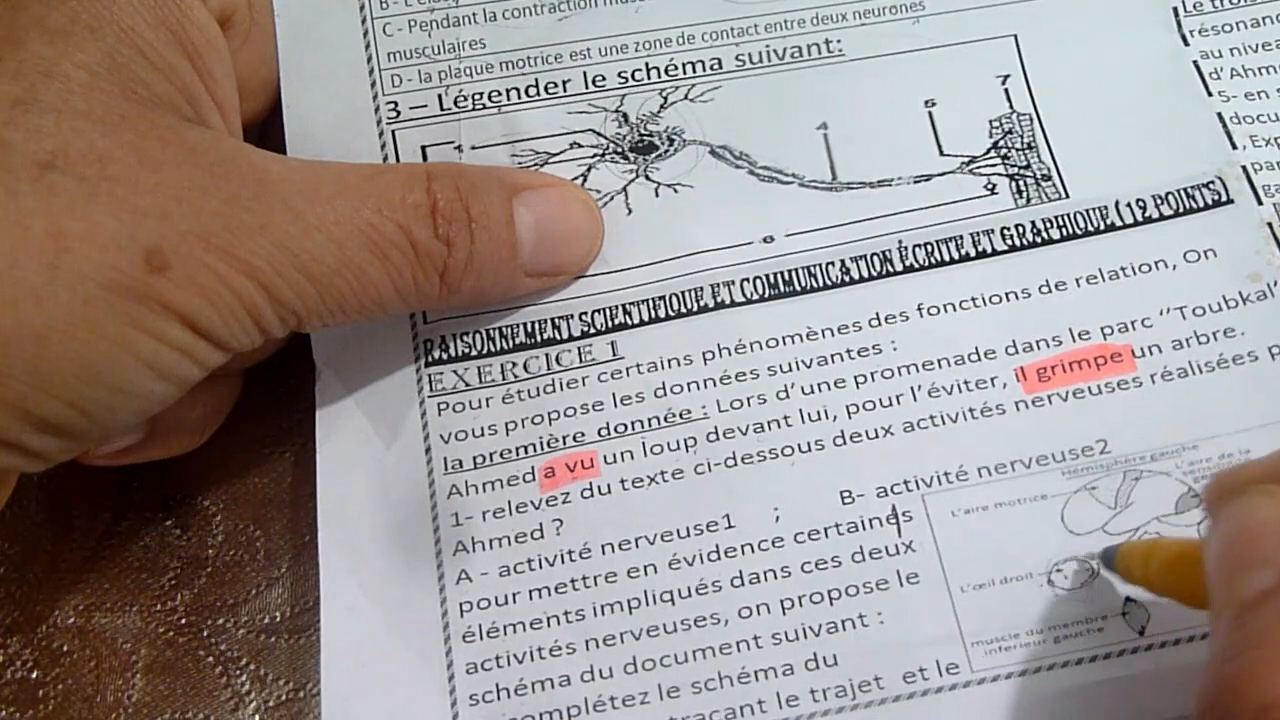 C - Pendant la contraction
musculaires
D - la plaque motrice est une zone de contact entre deux neurones
3 – Légender le schéma suivant:
1
4
5
7
2
6
RAISONNEMENT SCIENTIFIQUE ET COMMUNICATION ÉCRITE ET GRAPHIQUE (12 POINTS)
EXERCICE 1
Pour étudier certains phénomènes des fonctions de relation, On
vous propose les données suivantes :
la première donnée : Lors d’une promenade dans le parc ‘’Toubkal’
Ahmed a vu un loup devant lui, pour l’éviter, il grimpe un arbre.
1- relevez du texte ci-dessous deux activités nerveuses réalisées p
Ahmed ?
A - activité nerveuse1 ; B- activité nerveuse2
pour mettre en évidence certaines
éléments impliqués dans ces deux
activités nerveuses, on propose le
schéma du document suivant :
omplétez le schéma du
traçant le trajet et le
Hémisphère gauche
L’aire de la
L’aire motrice
L’œil droit
muscle du membre
inferieur gauche
Le
résonanc
au nive
d’Ahm
5- en
docu
, Exp
pa
ga